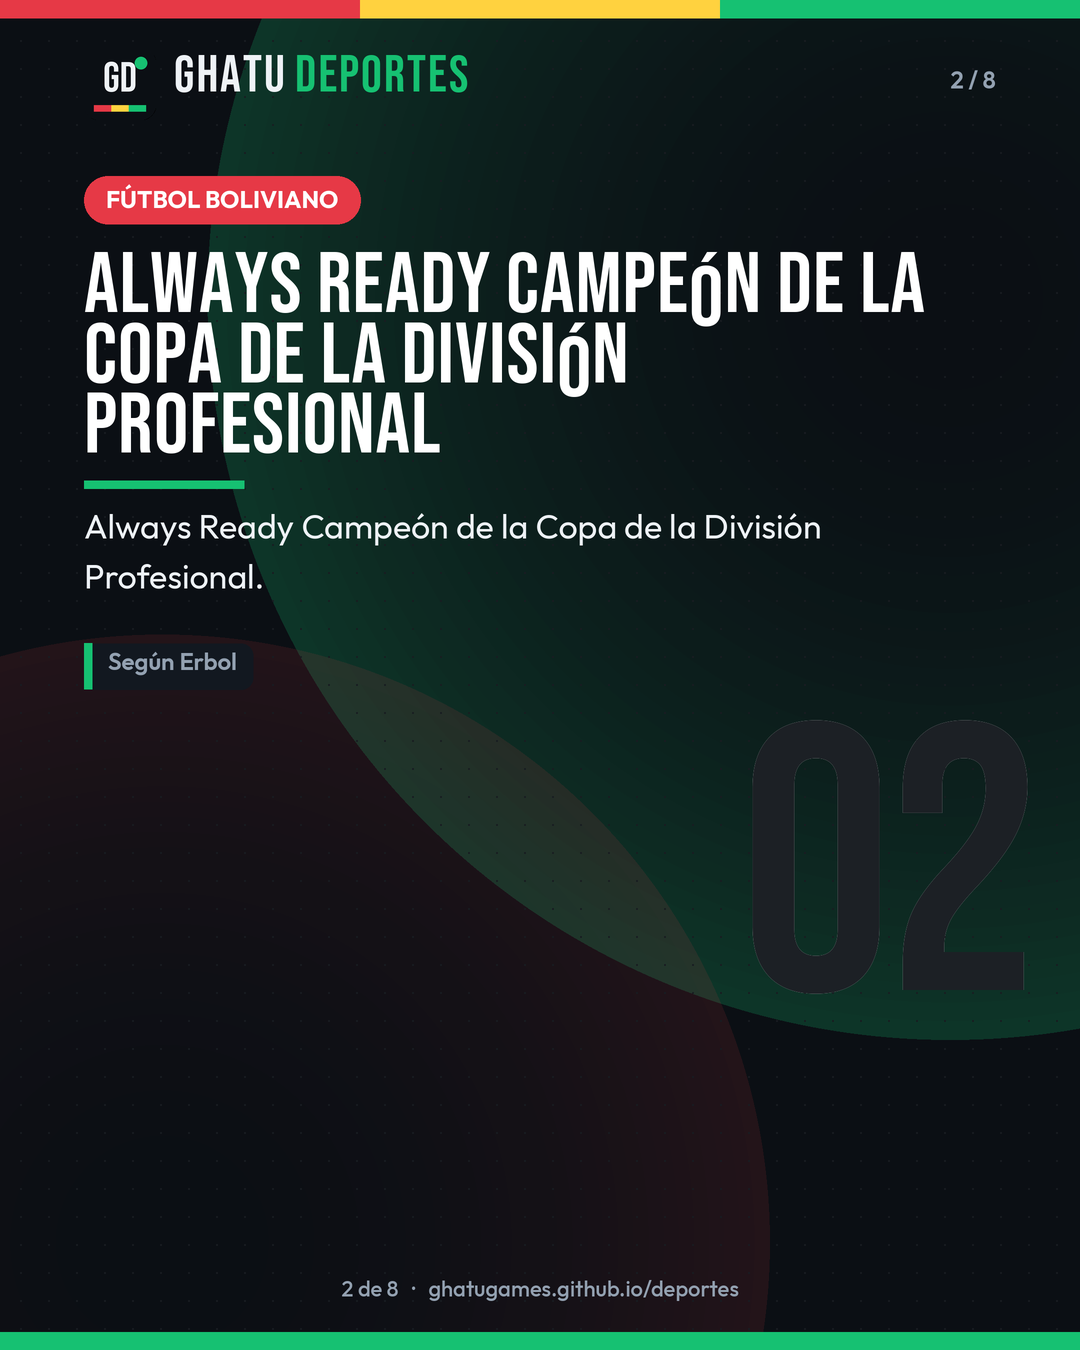 GD GHATU DEPORTES
2 / 8
FÚTBOL BOLIVIANO
ALWAYS READY CAMPEÓN DE LA
COPA DE LA DIVISIÓN
PROFESIONAL
Always Ready Campeón de la Copa de la División
Profesional.
Según Erbol
02
2 de 8 · ghatugames.github.io/deportes